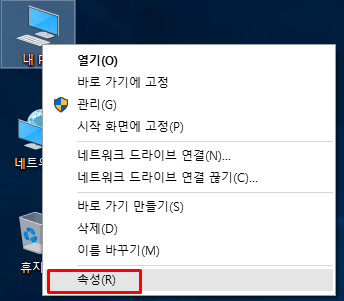 내 P
열기(O)
바로 가기에 고정
관리(G)
시작 화면에 고정(P)
네트워
네트워크 드라이브 연결(N)...
네트워크 드라이브 연결 끊기(C)...
바로 가기 만들기(S)
삭제(D)
이름 바꾸기(M)
휴지
속성(R)